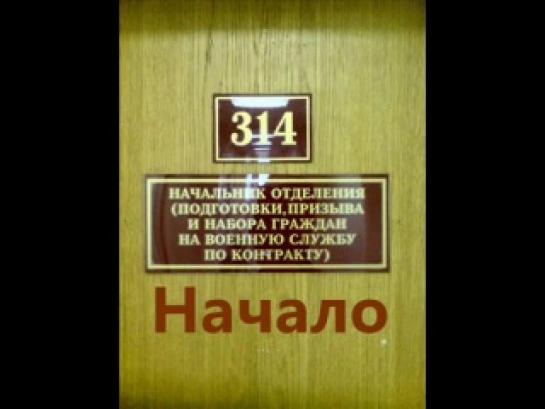 314
НАЧАЛЬНИК ОТДЕЛЕНИЯ
(ПОДГОТОВКИ, ПРИЗЫВА
И НАБОРА ГРАЖДАН
НА ВОЕННУЮ СЛУЖБУ
ПО КОНТРАКТУ)
Начало